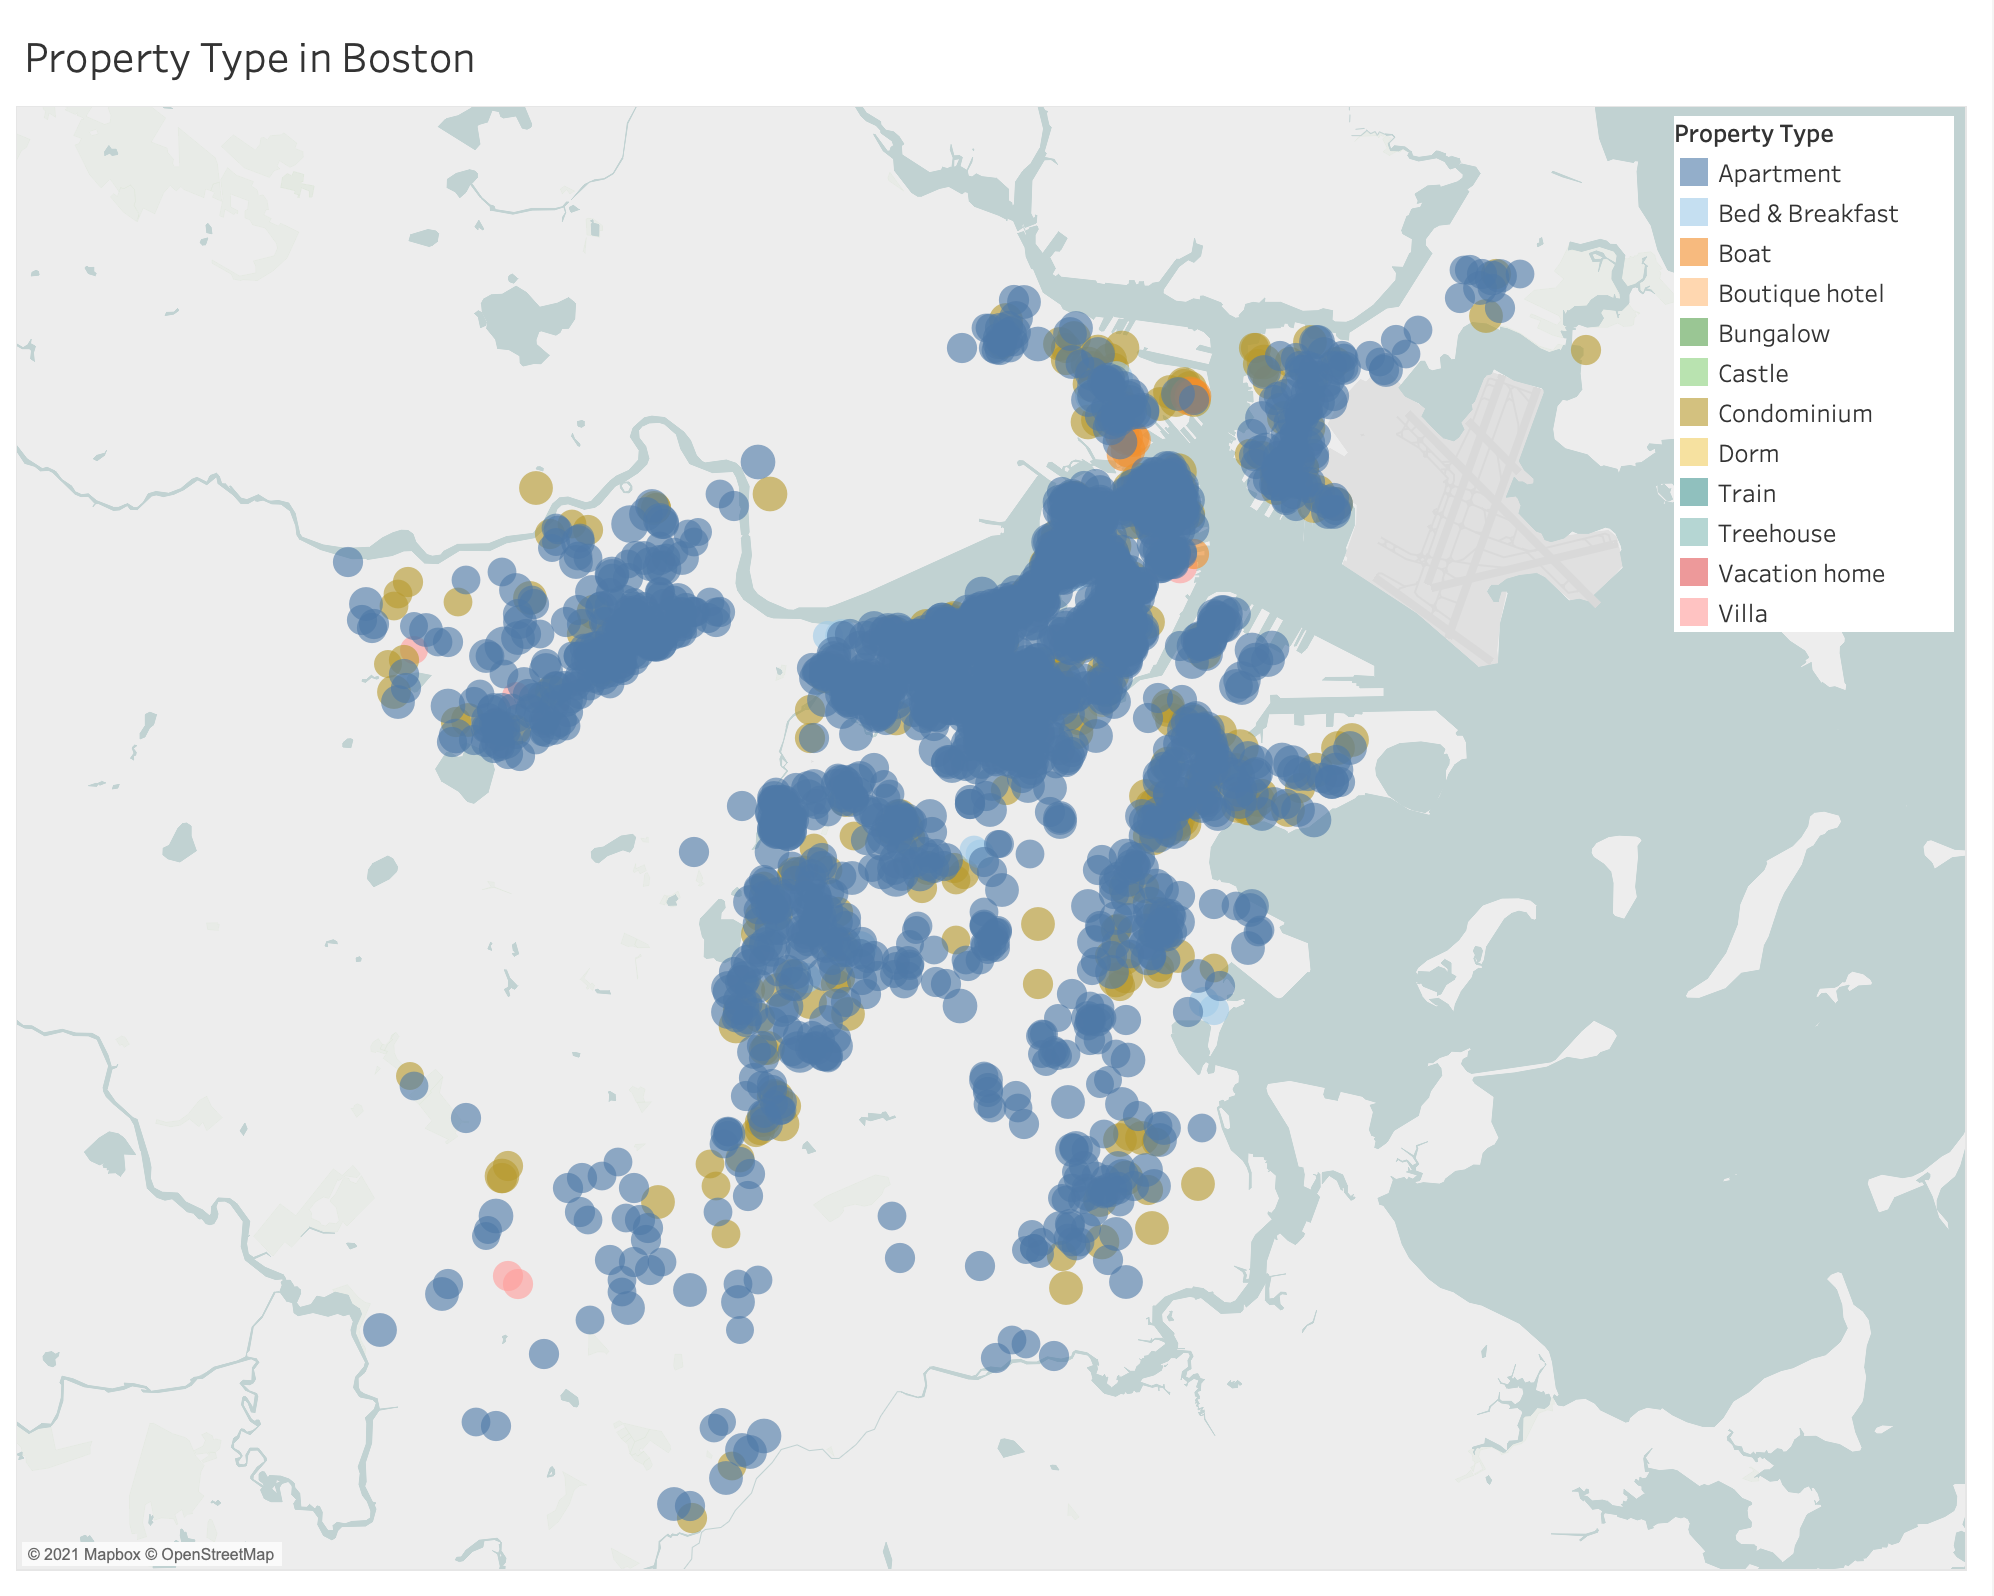 Property Type in Boston
Property Type
Apartment
Bed & Breakfast
Boat
Boutique hotel
Bungalow
Castle
Condominium
Dorm
Train
Treehouse
Vacation home
Villa
© 2021 Mapbox © OpenStreetMap